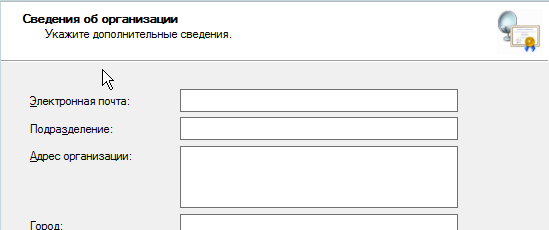 Сведения об организации
Укажите дополнительные сведения.
Электронная почта:
Подразделение:
Адрес организации:
Город: